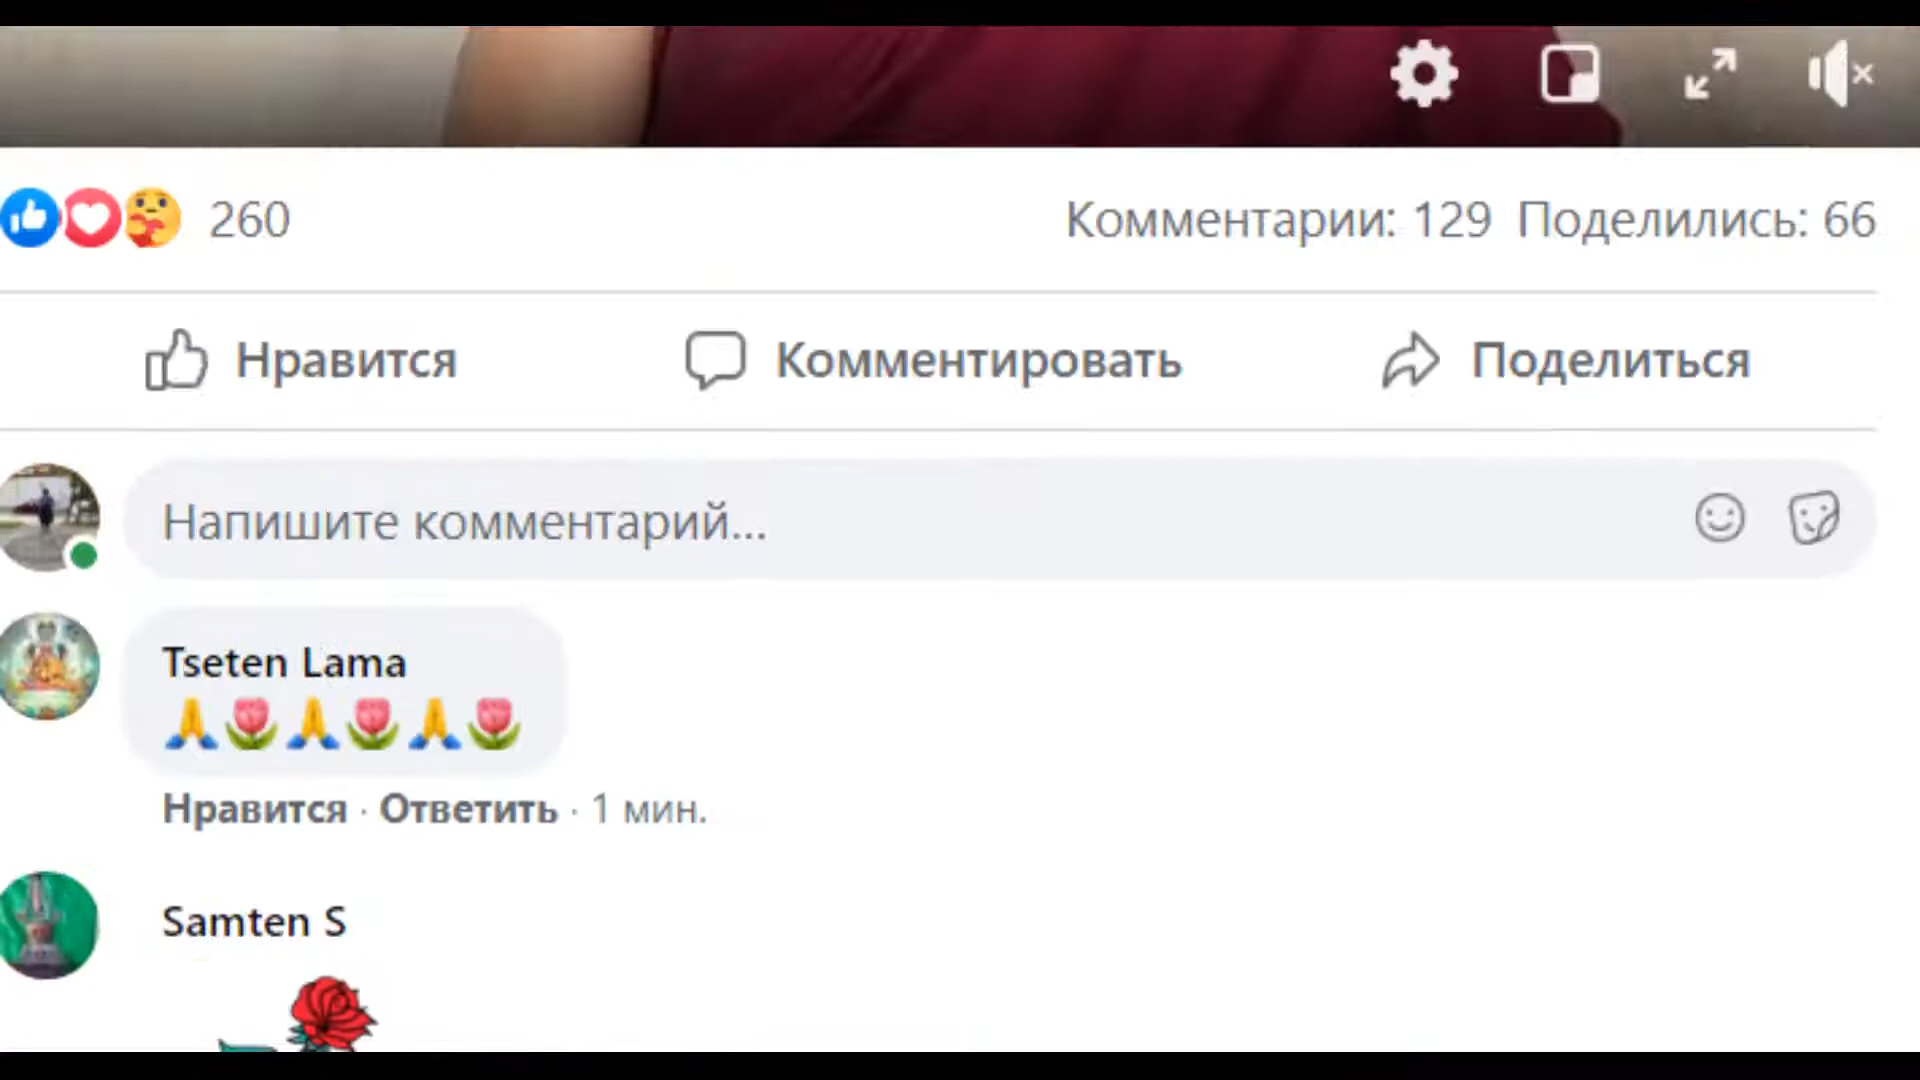 260
Комментарии: 129 Поделились: 66
Нравится
Комментировать
Поделиться
Напишите комментарий...
Tseten Lama
🙏🌷🙏🌷🙏🌷
Нравится · Ответить · 1 мин.
Samten S